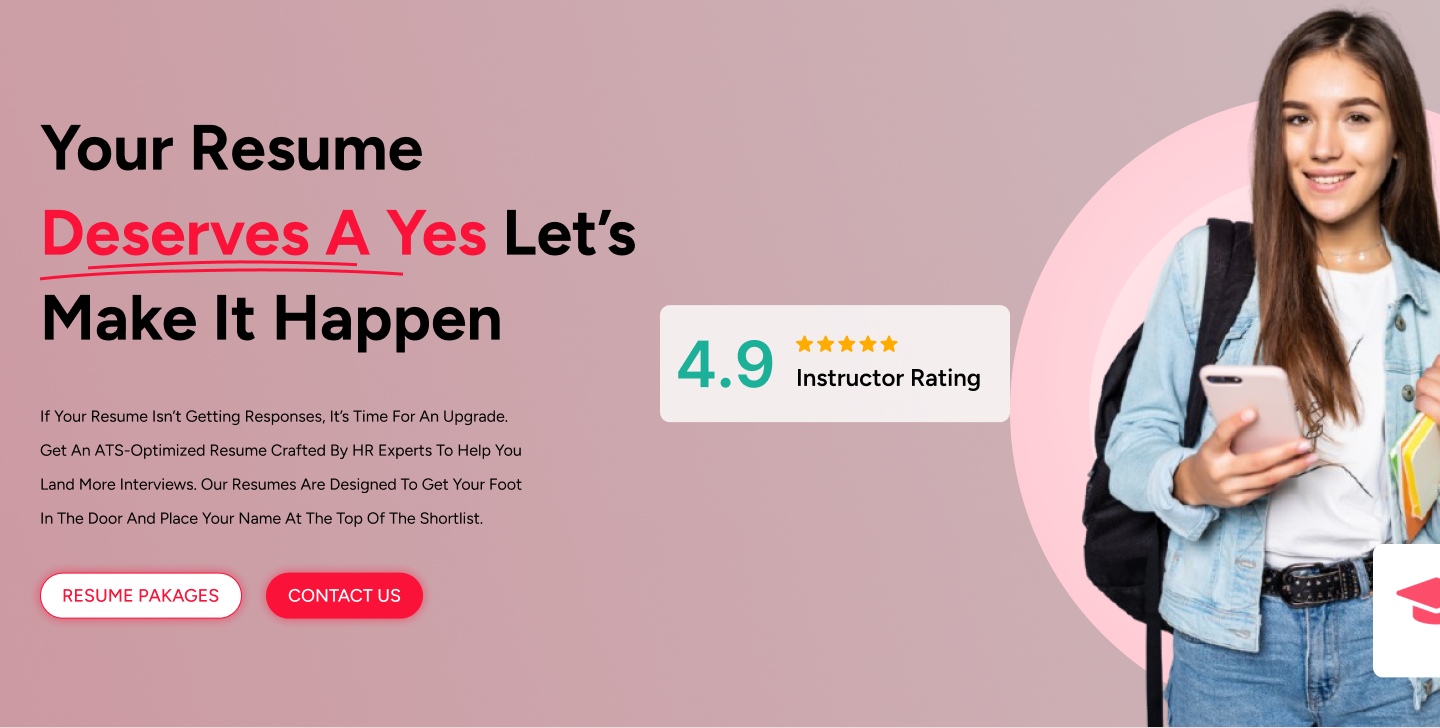 Your Resume
Deserves A Yes Let’s
Make It Happen
If Your Resume Isn’t Getting Responses, It’s Time For An Upgrade.
Get An ATS-Optimized Resume Crafted By HR Experts To Help You
Land More Interviews. Our Resumes Are Designed To Get Your Foot
In The Door And Place Your Name At The Top Of The Shortlist.
RESUME PAKAGES
CONTACT US
4.9
Instructor Rating